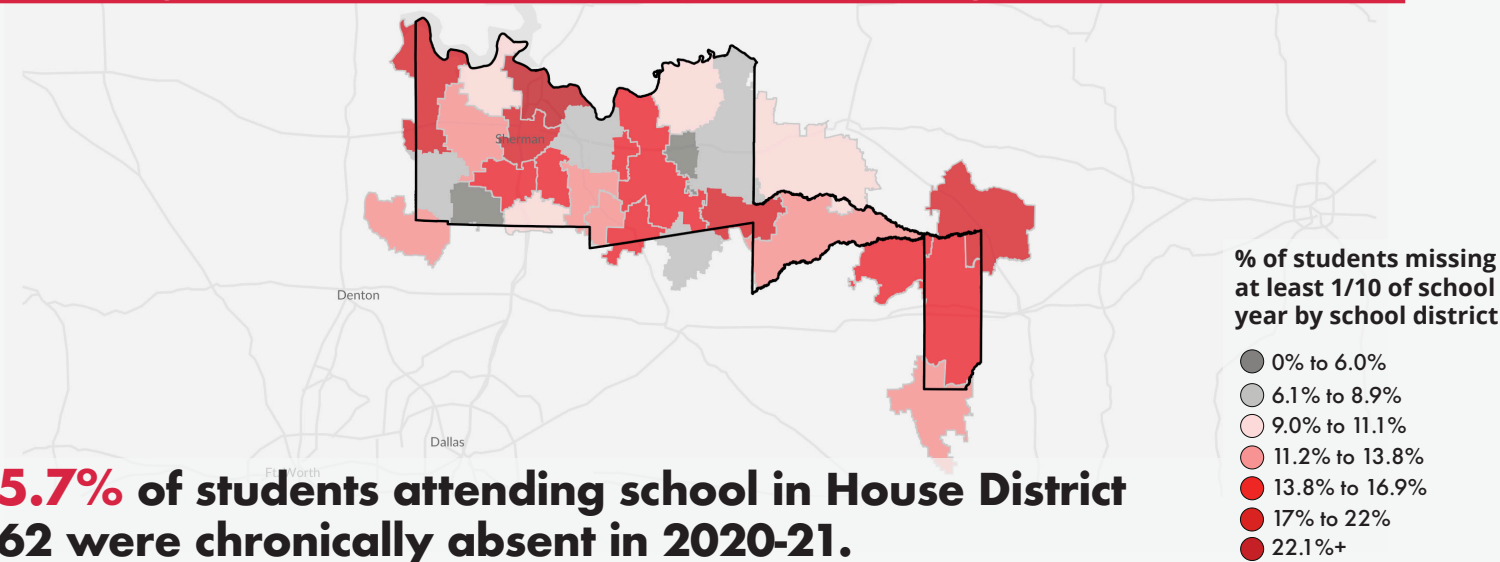 Sherman
Denton
Dallas
Ft. Worth
% of students missing
at least 1/10 of school
year by school district
0% to 6.0%
6.1% to 8.9%
9.0% to 11.1%
11.2% to 13.8%
13.8% to 16.9%
17% to 22%
22.1%+
5.7% of students attending school in House District
62 were chronically absent in 2020-21.